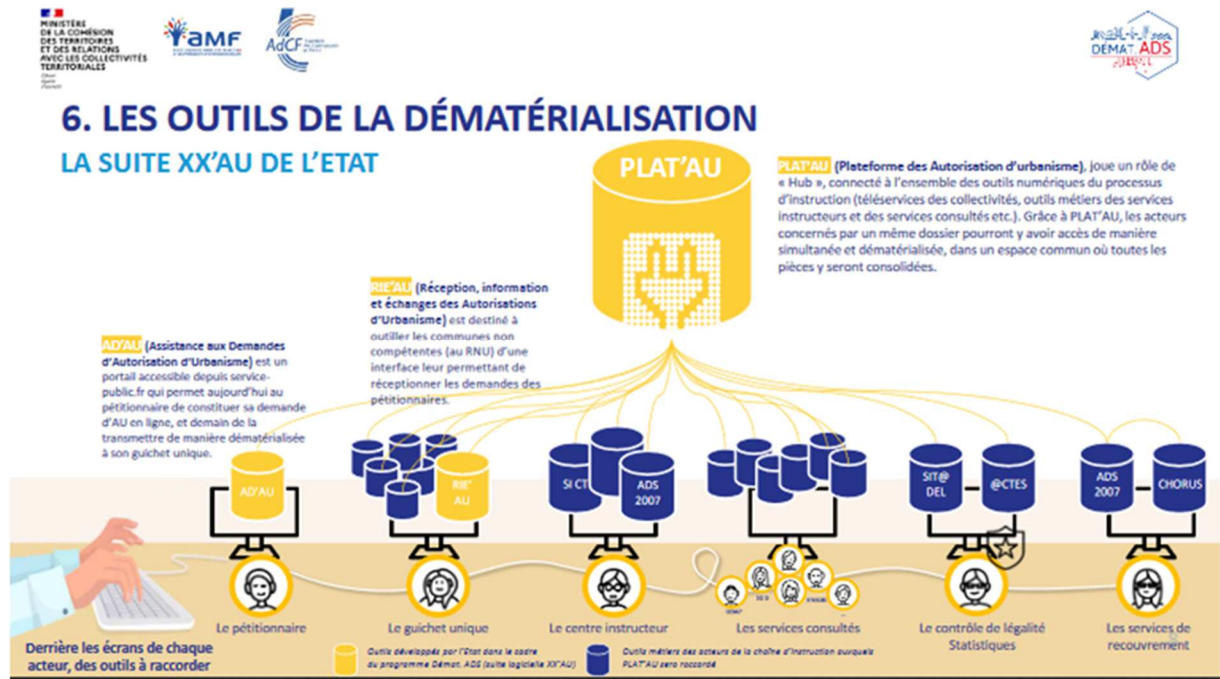 MINISTÈRE
DE LA COHÉSION
DES TERRITOIRES
ET DES RELATIONS
AVEC LES COLLECTIVITÉS
TERRITORIALES
AMF
AdCF
DÉMAT.ADS
6. LES OUTILS DE LA DÉMATÉRIALISATION
LA SUITE XX'AU DE L'ETAT
PLAT'AU
PLAT'AU (Plateforme des Autorisation d'urbanisme), joue un rôle de
« Hub », connecté à l'ensemble des outils numériques du processus
d'instruction (téléservices des collectivités, outils métiers des services
instructeurs et des services consultés etc.). Grâce à PLAT'AU, les acteurs
concernés par un même dossier pourront y avoir accès de manière
simultanée et dématérialisée, dans un espace commun où toutes les
pièces y seront consolidées.
RIE'AU (Réception, information
et échanges des Autorisations
d'Urbanisme) est destiné à
outiller les communes non
compétentes (au RNU) d'une
interface leur permettant de
réceptionner les demandes des
pétitionnaires.
AD'AU (Assistance aux Demandes
d'Autorisation d'Urbanisme) est un
portail accessible depuis service-
public.fr qui permet aujourd'hui au
pétitionnaire de constituer sa demande
d'AU en ligne, et demain de la
transmettre de manière dématérialisée
à son guichet unique.
AD'AU
RIE'
AU
SI CT
ADS
2007
SIT@
DEL
@CTES
ADS
2007
CHORUS
Le pétitionnaire
Le guichet unique
Le centre instructeur
Les services consultés
Le contrôle de légalité
Statistiques
Les services de
recouvrement
Derrière les écrans de chaque
acteur, des outils à raccorder
Outils développés par l'Etat dans le cadre
du programme Démat. ADS (suite logicielle XX'AU)
Outils métiers des acteurs de la chaîne d'instruction auxquels
PLAT'AU sera raccordé